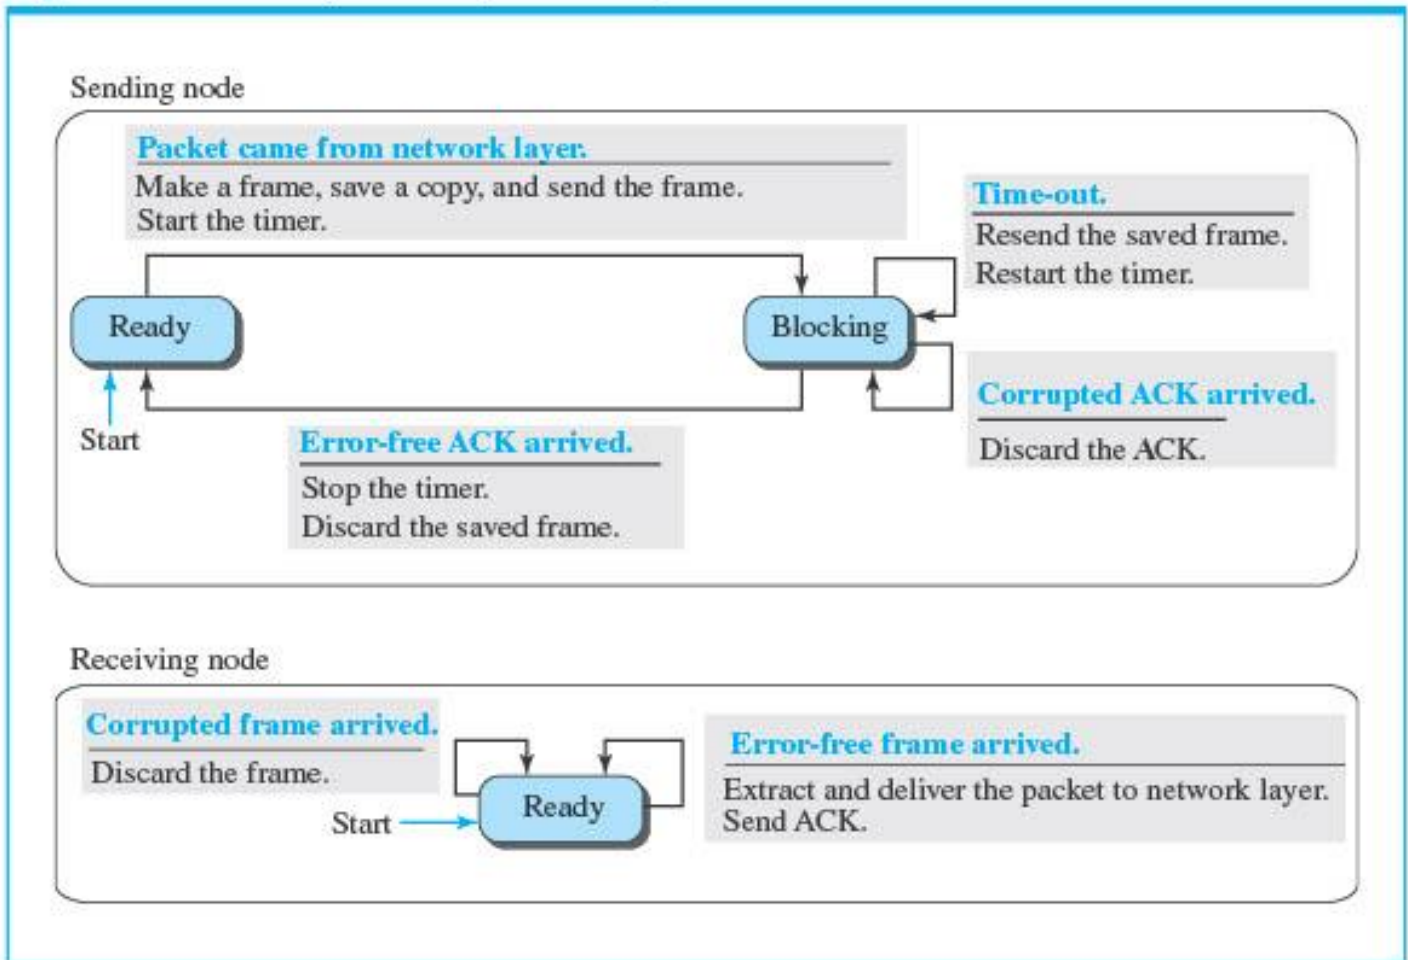 Sending node
Packet came from network layer.
Make a frame, save a copy, and send the frame.
Start the timer.
Time-out.
Resend the saved frame.
Restart the timer.
Ready
Blocking
Start
Error-free ACK arrived.
Stop the timer.
Discard the saved frame.
Corrupted ACK arrived.
Discard the ACK.
Receiving node
Corrupted frame arrived.
Discard the frame.
Start
Ready
Error-free frame arrived.
Extract and deliver the packet to network layer.
Send ACK.